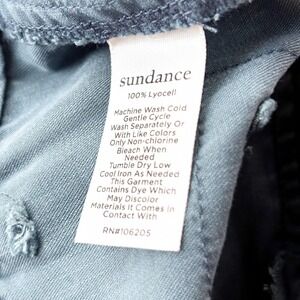 sundance
100% Lyocell
Machine Wash Cold
Gentle Cycle
Wash Separately Or
With Like Colors
Only Non-chlorine
Bleach When
Needed
Tumble Dry Low
Cool Iron As Needed
This Garment
Contains Dye Which
May Discolor
Materials It Comes In
Contact With
RN#106205